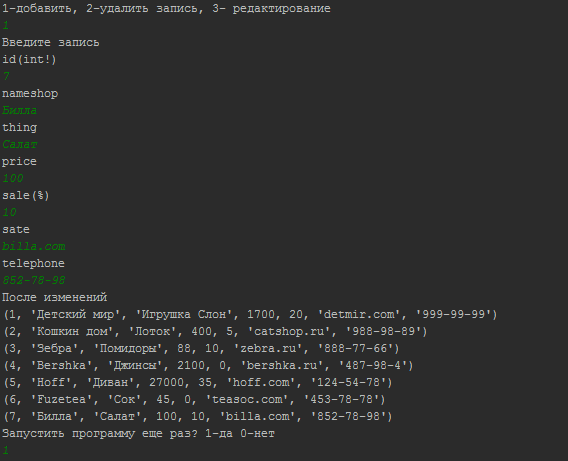 1-добавить, 2-удалить запись, 3- редактирование
1
Введите запись
id(int!)
7
nameshop
Билла
thing
Салат
price
100
sale(%)
10
sate
billa.com
telephone
852-78-98
После изменений
(1, 'Детский мир', 'Игрушка Слон', 1700, 20, 'detmir.com', '999-99-99')
(2, 'Кошкин дом', 'Лоток', 400, 5, 'catshop.ru', '988-98-89')
(3, 'Зебра', 'Помидоры', 88, 10, 'zebra.ru', '888-77-66')
(4, 'Bershka', 'Джинсы', 2100, 0, 'bershka.ru', '487-98-4')
(5, 'Hoff', 'Диван', 27000, 35, 'hoff.com', '124-54-78')
(6, 'Fuzetea', 'Сок', 45, 0, 'teasoc.com', '453-78-78')
(7, 'Билла', 'Салат', 100, 10, 'billa.com', '852-78-98')
Запустить программу еще раз? 1-да 0-нет
1